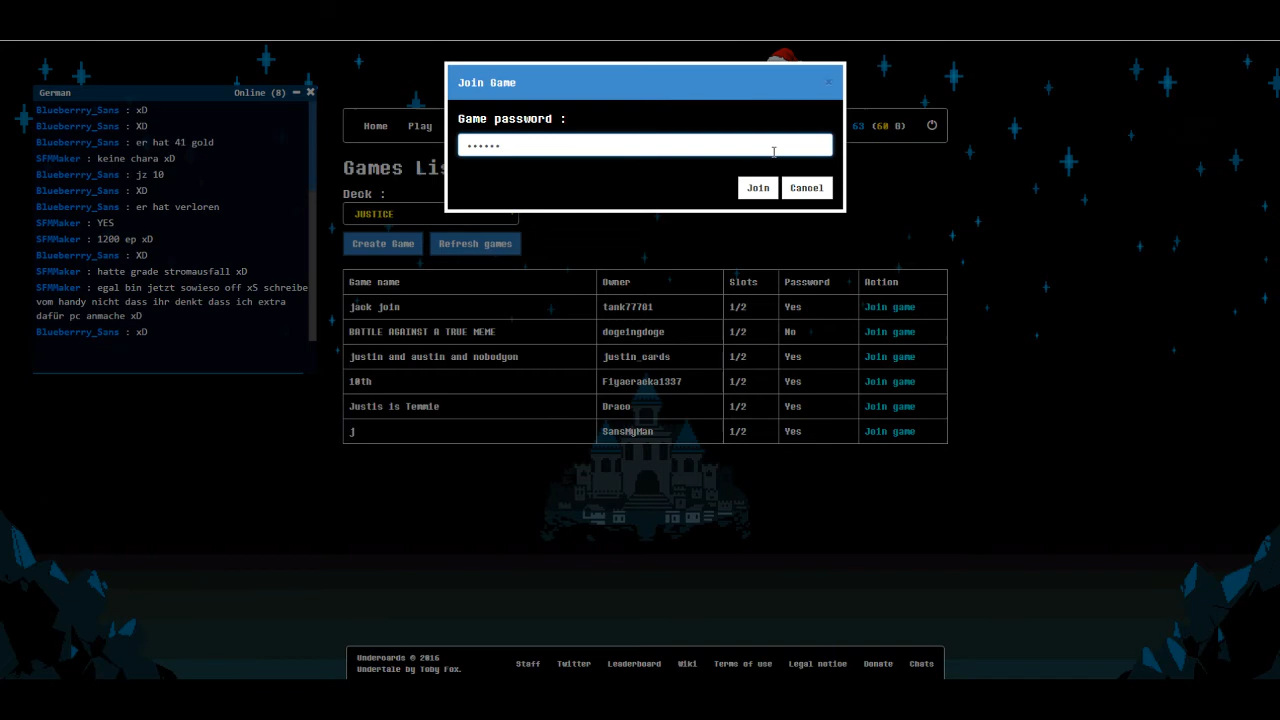 Join Game
×
Game password :
••••••
Join Cancel
German Online (8)
Blueberrry_Sans : xD
Blueberrry_Sans : XD
Blueberrry_Sans : er hat 41 gold
SFMMaker : keine chara xD
SFMMaker : jz 10
Blueberrry_Sans : XD
Blueberrry_Sans : er hat verloren
SFMMaker : YES
SFMMaker : 1200 ep xD
Blueberrry_Sans : XD
SFMMaker : hatte grade stromausfall xD
SFMMaker : egal bin jetzt sowieso off xS schreibe
vom handy nicht dass ihr denkt dass ich extra
dafür pc anmache xD
Blueberrry_Sans : xD
Home Play 63 (60 0)
Games Lis
Deck :
JUSTICE
Create Game Refresh games
Game name Owner Slots Password Action
jack join tank77701 1/2 Yes Join game
BATTLE AGAINST A TRUE MEME dogeingdoge 1/2 No Join game
justin and austin and nobodyon justin_cards 1/2 Yes Join game
10th Fiyacracka1337 1/2 Yes Join game
Justis is Temmie Draco 1/2 Yes Join game
j SansMyMan 1/2 Yes Join game
Undercards © 2016
Undertale by Toby Fox.
Staff Twitter Leaderboard Wiki Terms of use Legal notice Donate Chats